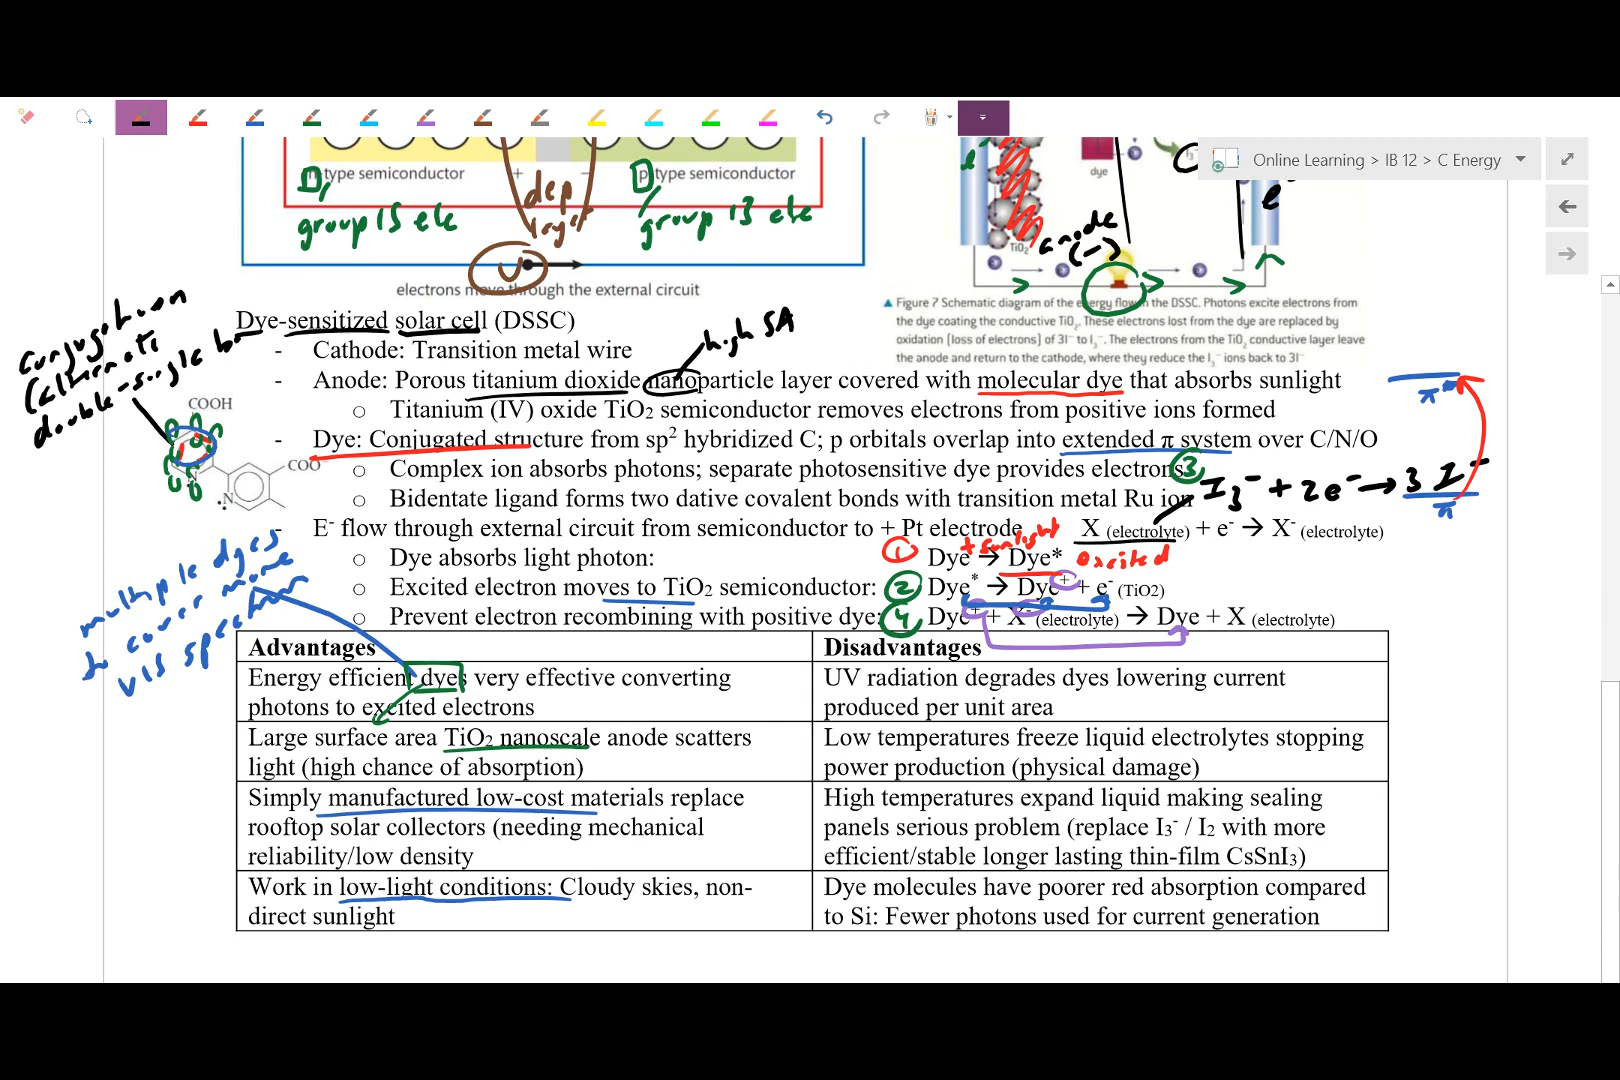 Online Learning > IB 12 > C Energy
n-type semiconductor + − p-type semiconductor
dep
layer
group 15 ele
group 13 ele
electrons move through the external circuit
dye
I3-
e-
TiO2
anode
(-)
Figure 7 Schematic diagram of the energy flow in the DSSC. Photons excite electrons from
the dye coating the conductive TiO2. These electrons lost from the dye are replaced by
oxidation (loss of electrons) of 3I- to I3-. The electrons from the TiO2 conductive layer leave
the anode and return to the cathode, where they reduce the I3- ions back to 3I-
Dye-sensitized solar cell (DSSC)
high SA
- Cathode: Transition metal wire
- Anode: Porous titanium dioxide nanoparticle layer covered with molecular dye that absorbs sunlight
o Titanium (IV) oxide TiO2 semiconductor removes electrons from positive ions formed
- Dye: Conjugated structure from sp2 hybridized C; p orbitals overlap into extended π system over C/N/O
o Complex ion absorbs photons; separate photosensitive dye provides electrons
o Bidentate ligand forms two dative covalent bonds with transition metal Ru ion
- E- flow through external circuit from semiconductor to + Pt electrode X (electrolyte) + e- → X- (electrolyte)
o Dye absorbs light photon: Dye → Dye*
o Excited electron moves to TiO2 semiconductor: Dye* → Dye+ + e- (TiO2)
o Prevent electron recombining with positive dye: Dye+ + X- (electrolyte) → Dye + X (electrolyte)
conjugation
double-single
COOH
COO-
N
N:
π*
π
③ I3- + 2e- → 3I-
① + sunlight excited
②
④
multiple dyes
to cover more
vis spectrum
Advantages Disadvantages
Energy efficient dyes very effective converting
photons to excited electrons
UV radiation degrades dyes lowering current
produced per unit area
Large surface area TiO2 nanoscale anode scatters
light (high chance of absorption)
Low temperatures freeze liquid electrolytes stopping
power production (physical damage)
Simply manufactured low-cost materials replace
rooftop solar collectors (needing mechanical
reliability/low density
High temperatures expand liquid making sealing
panels serious problem (replace I3- / I2 with more
efficient/stable longer lasting thin-film CsSnI3)
Work in low-light conditions: Cloudy skies, non-
direct sunlight
Dye molecules have poorer red absorption compared
to Si: Fewer photons used for current generation